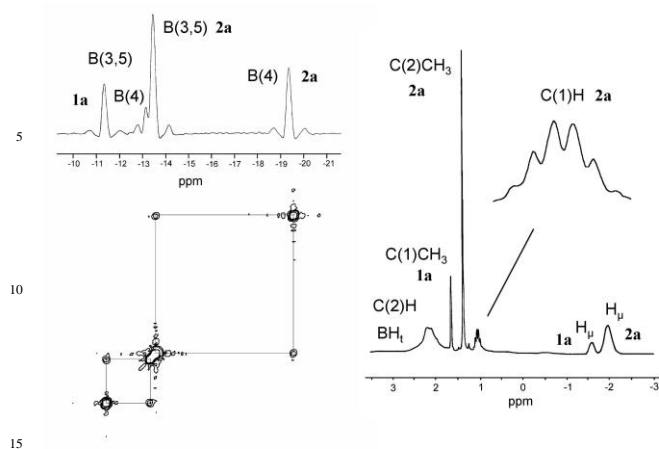 B(3,5) 2a
B(3,5)
B(4) 2a
1a B(4)
-10 -11 -12 -13 -14 -15 -16 -17 -18 -19 -20 -21
ppm
C(2)CH₃
2a
C(1)H 2a
C(1)CH₃
1a
C(2)H
BHₜ
Hμ
1a Hμ 2a
3 2 1 0 -1 -2 -3
ppm
5
10
15